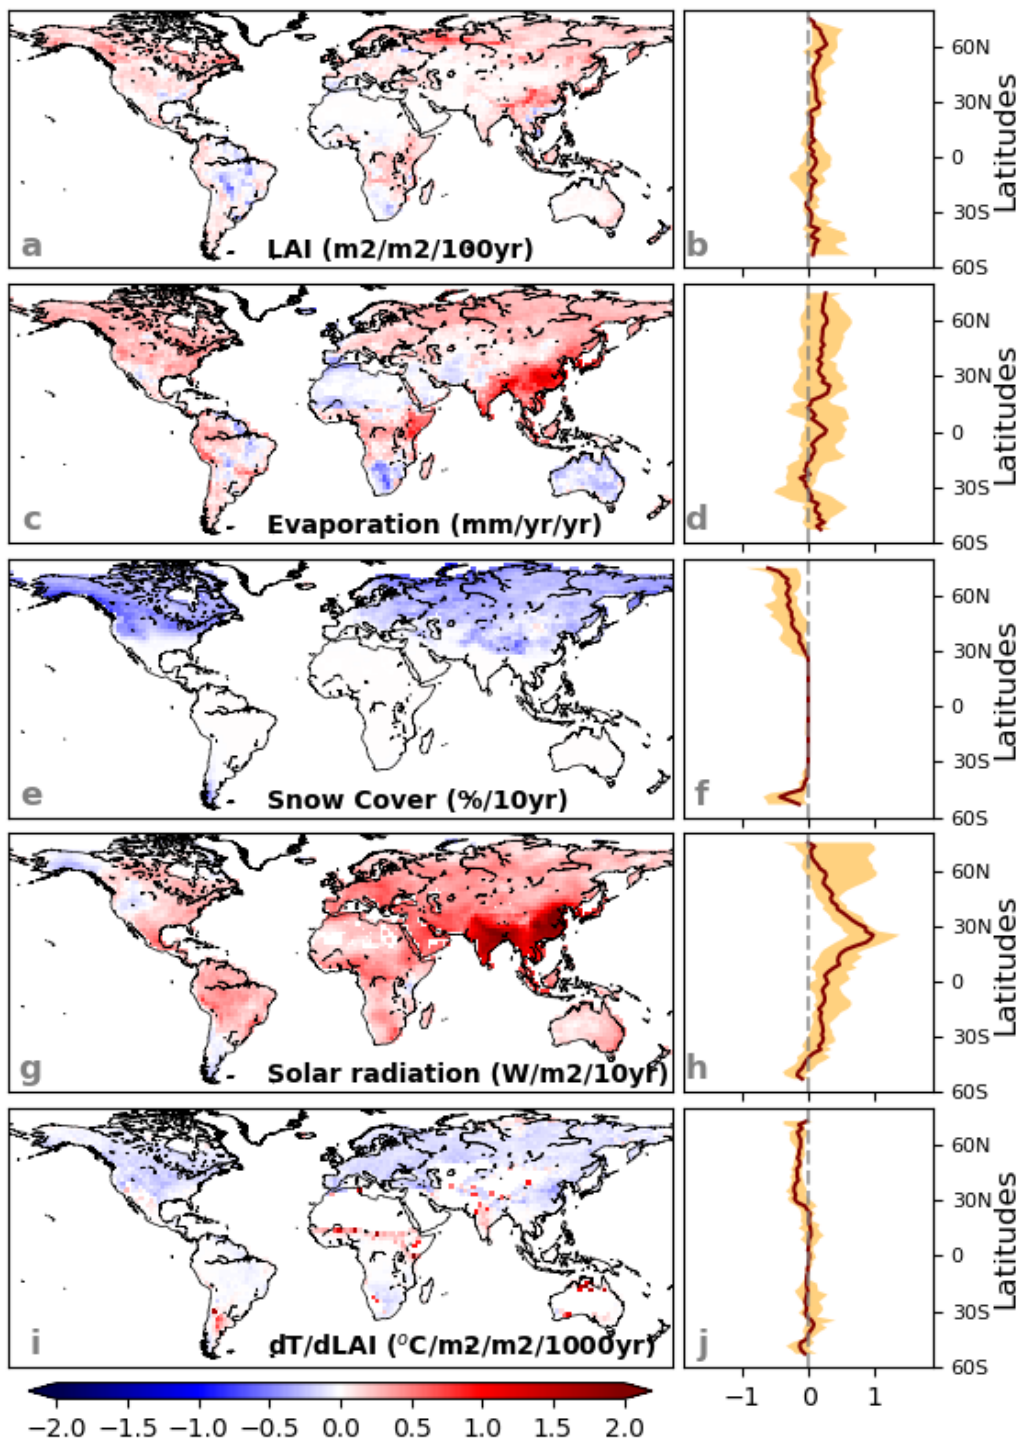 60N
30N
0
30S
60S
Latitudes
a
LAI (m2/m2/100yr)
b
60N
30N
0
30S
60S
Latitudes
c
Evaporation (mm/yr/yr)
d
60N
30N
0
30S
60S
Latitudes
e
Snow Cover (%/10yr)
f
60N
30N
0
30S
60S
Latitudes
g
Solar radiation (W/m2/10yr)
h
60N
30N
0
30S
60S
Latitudes
i
dT/dLAI (°C/m2/m2/1000yr)
j
−1 0 1
−2.0 −1.5 −1.0 −0.5 0.0 0.5 1.0 1.5 2.0